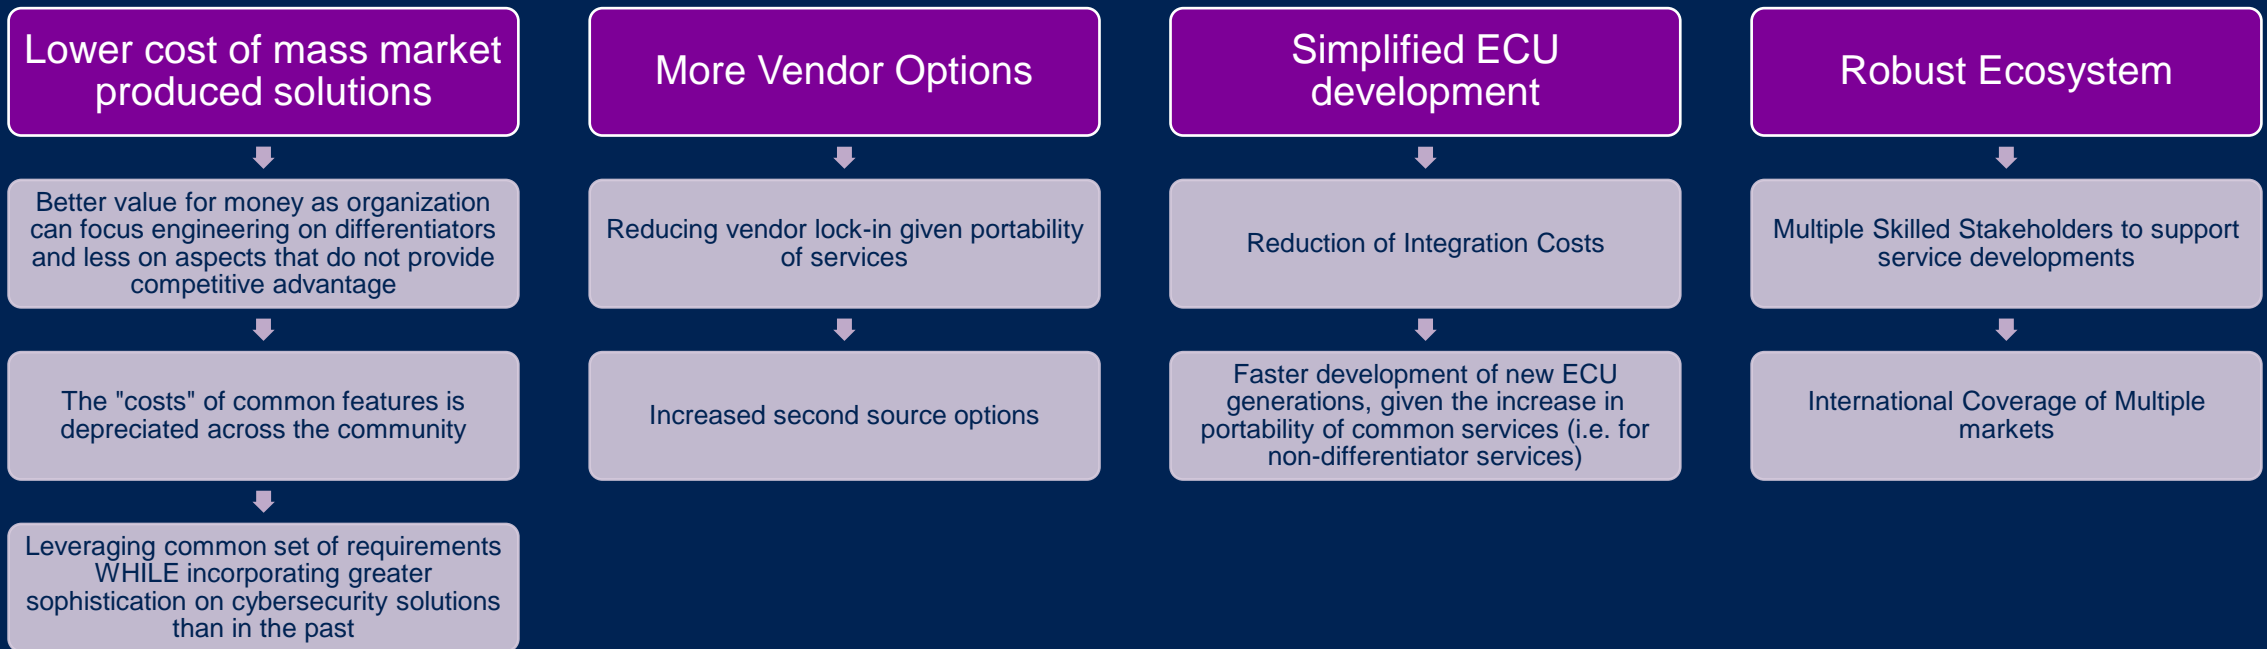 Lower cost of mass market
produced solutions
Better value for money as organization
can focus engineering on differentiators
and less on aspects that do not provide
competitive advantage
The "costs" of common features is
depreciated across the community
Leveraging common set of requirements
WHILE incorporating greater
sophistication on cybersecurity solutions
than in the past
More Vendor Options
Reducing vendor lock-in given portability
of services
Increased second source options
Simplified ECU
development
Reduction of Integration Costs
Faster development of new ECU
generations, given the increase in
portability of common services (i.e. for
non-differentiator services)
Robust Ecosystem
Multiple Skilled Stakeholders to support
service developments
International Coverage of Multiple
markets